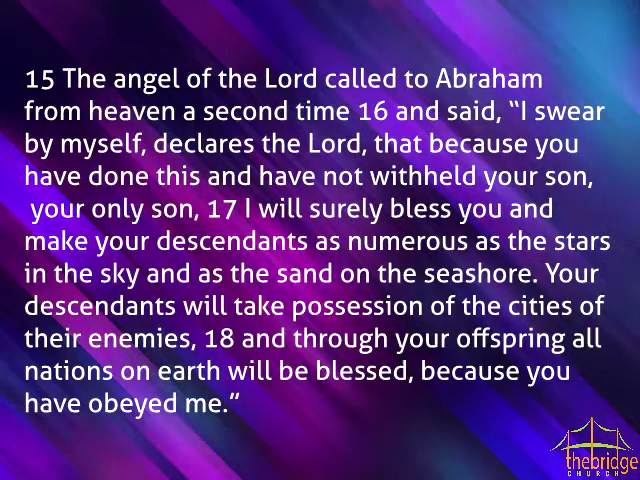 15 The angel of the Lord called to Abraham
from heaven a second time 16 and said, “I swear
by myself, declares the Lord, that because you
have done this and have not withheld your son,
your only son, 17 I will surely bless you and
make your descendants as numerous as the stars
in the sky and as the sand on the seashore. Your
descendants will take possession of the cities of
their enemies, 18 and through your offspring all
nations on earth will be blessed, because you
have obeyed me.”
thebridge
CHURCH